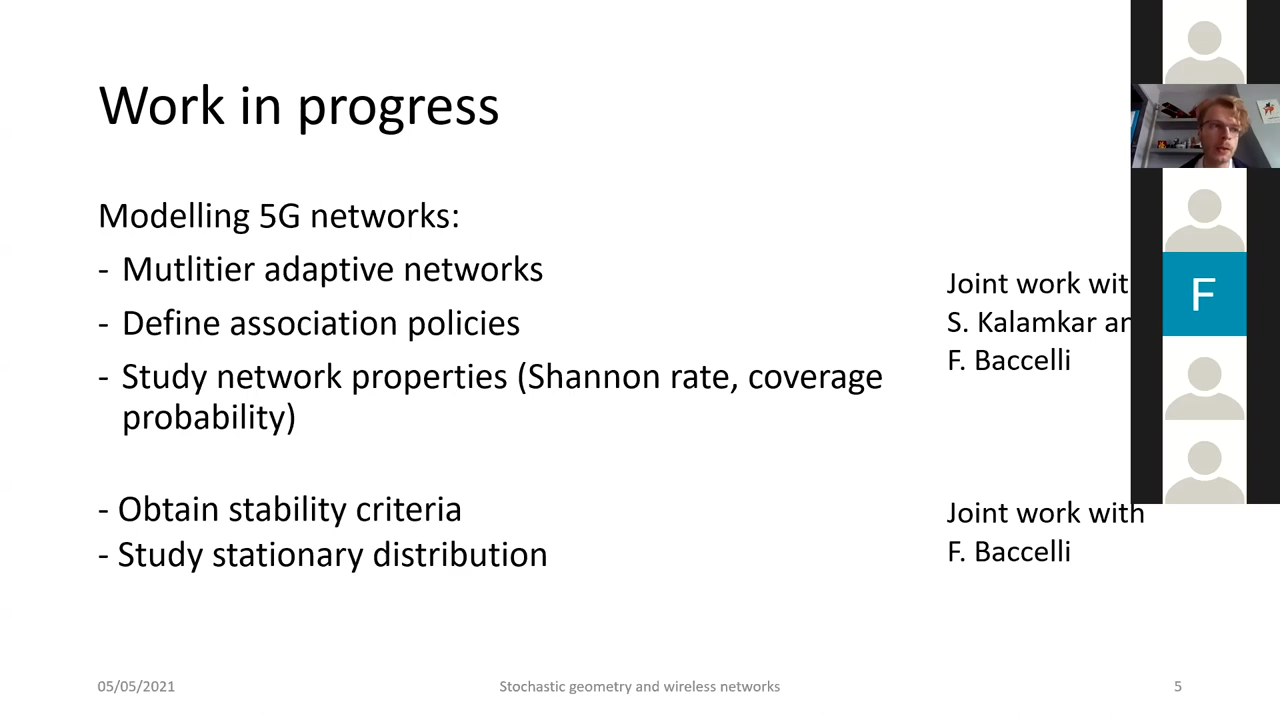 Work in progress
Modelling 5G networks:
- Mutlitier adaptive networks
- Define association policies
- Study network properties (Shannon rate, coverage
probability)
Joint work
S. Kalamkar
F. Baccelli
- Obtain stability criteria
- Study stationary distribution
Joint work with
F. Baccelli
F
05/05/2021
Stochastic geometry and wireless networks
5